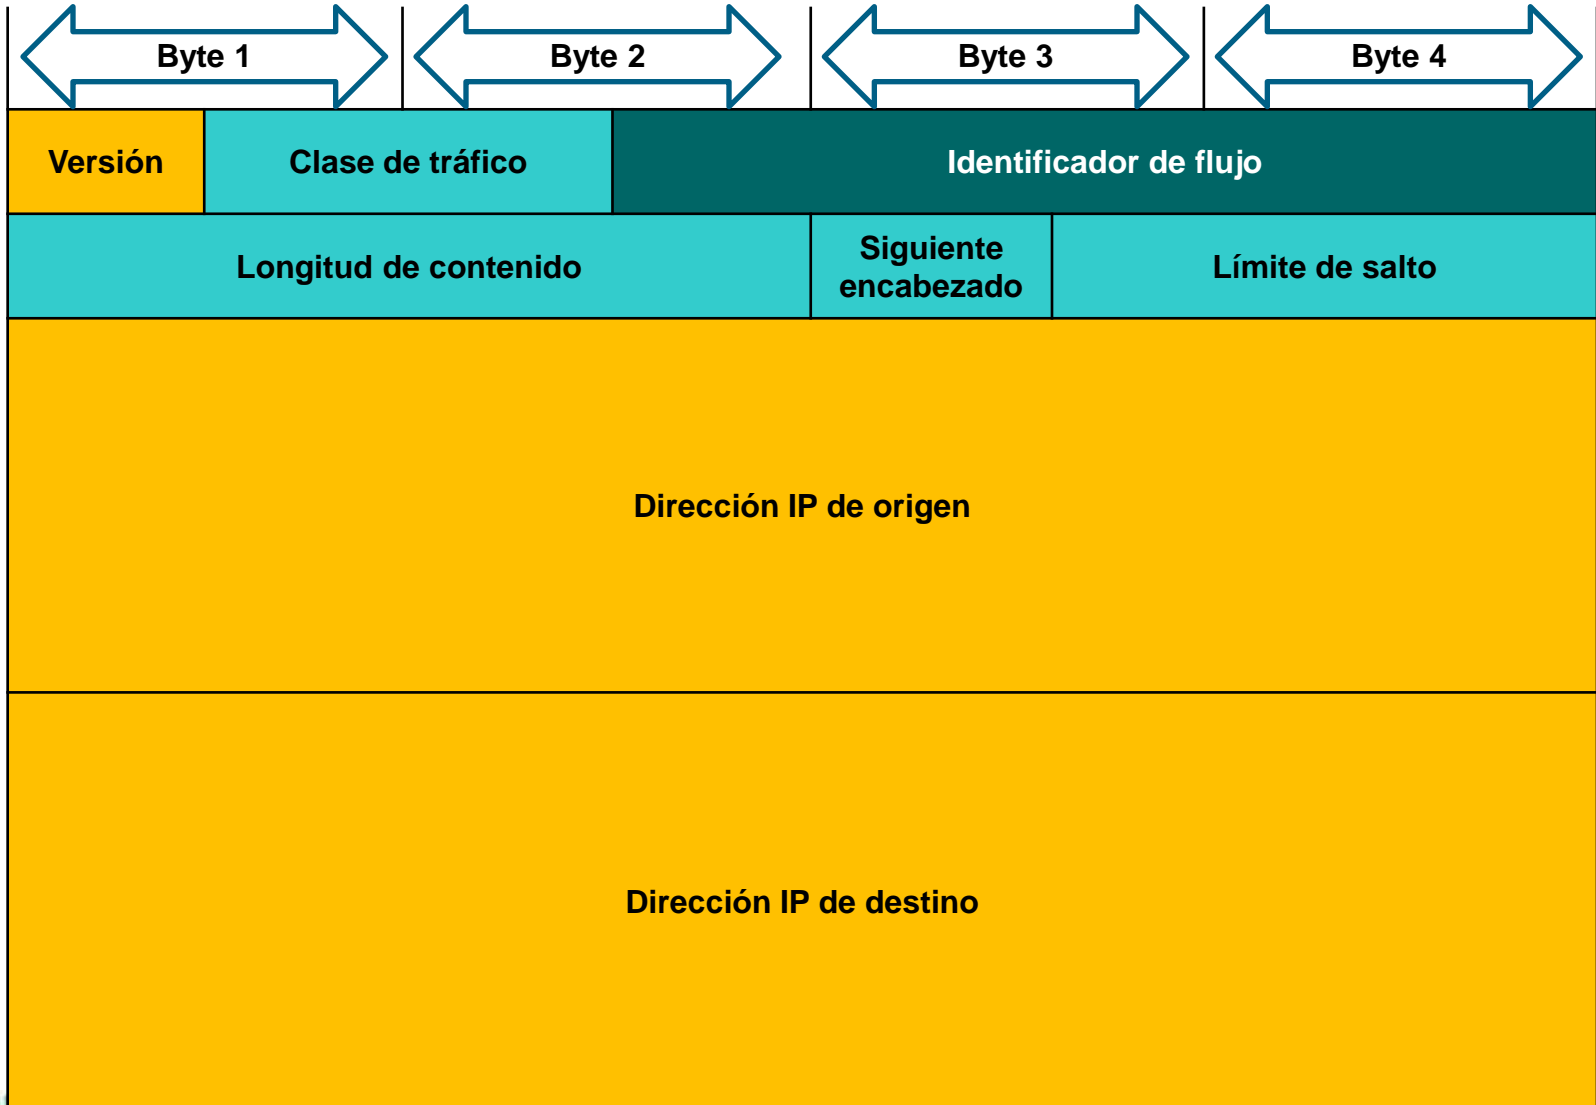 Byte 1
Byte 2
Byte 3
Byte 4
Versión
Clase de tráfico
Identificador de flujo
Longitud de contenido
Siguiente
encabezado
Límite de salto
Dirección IP de origen
Dirección IP de destino